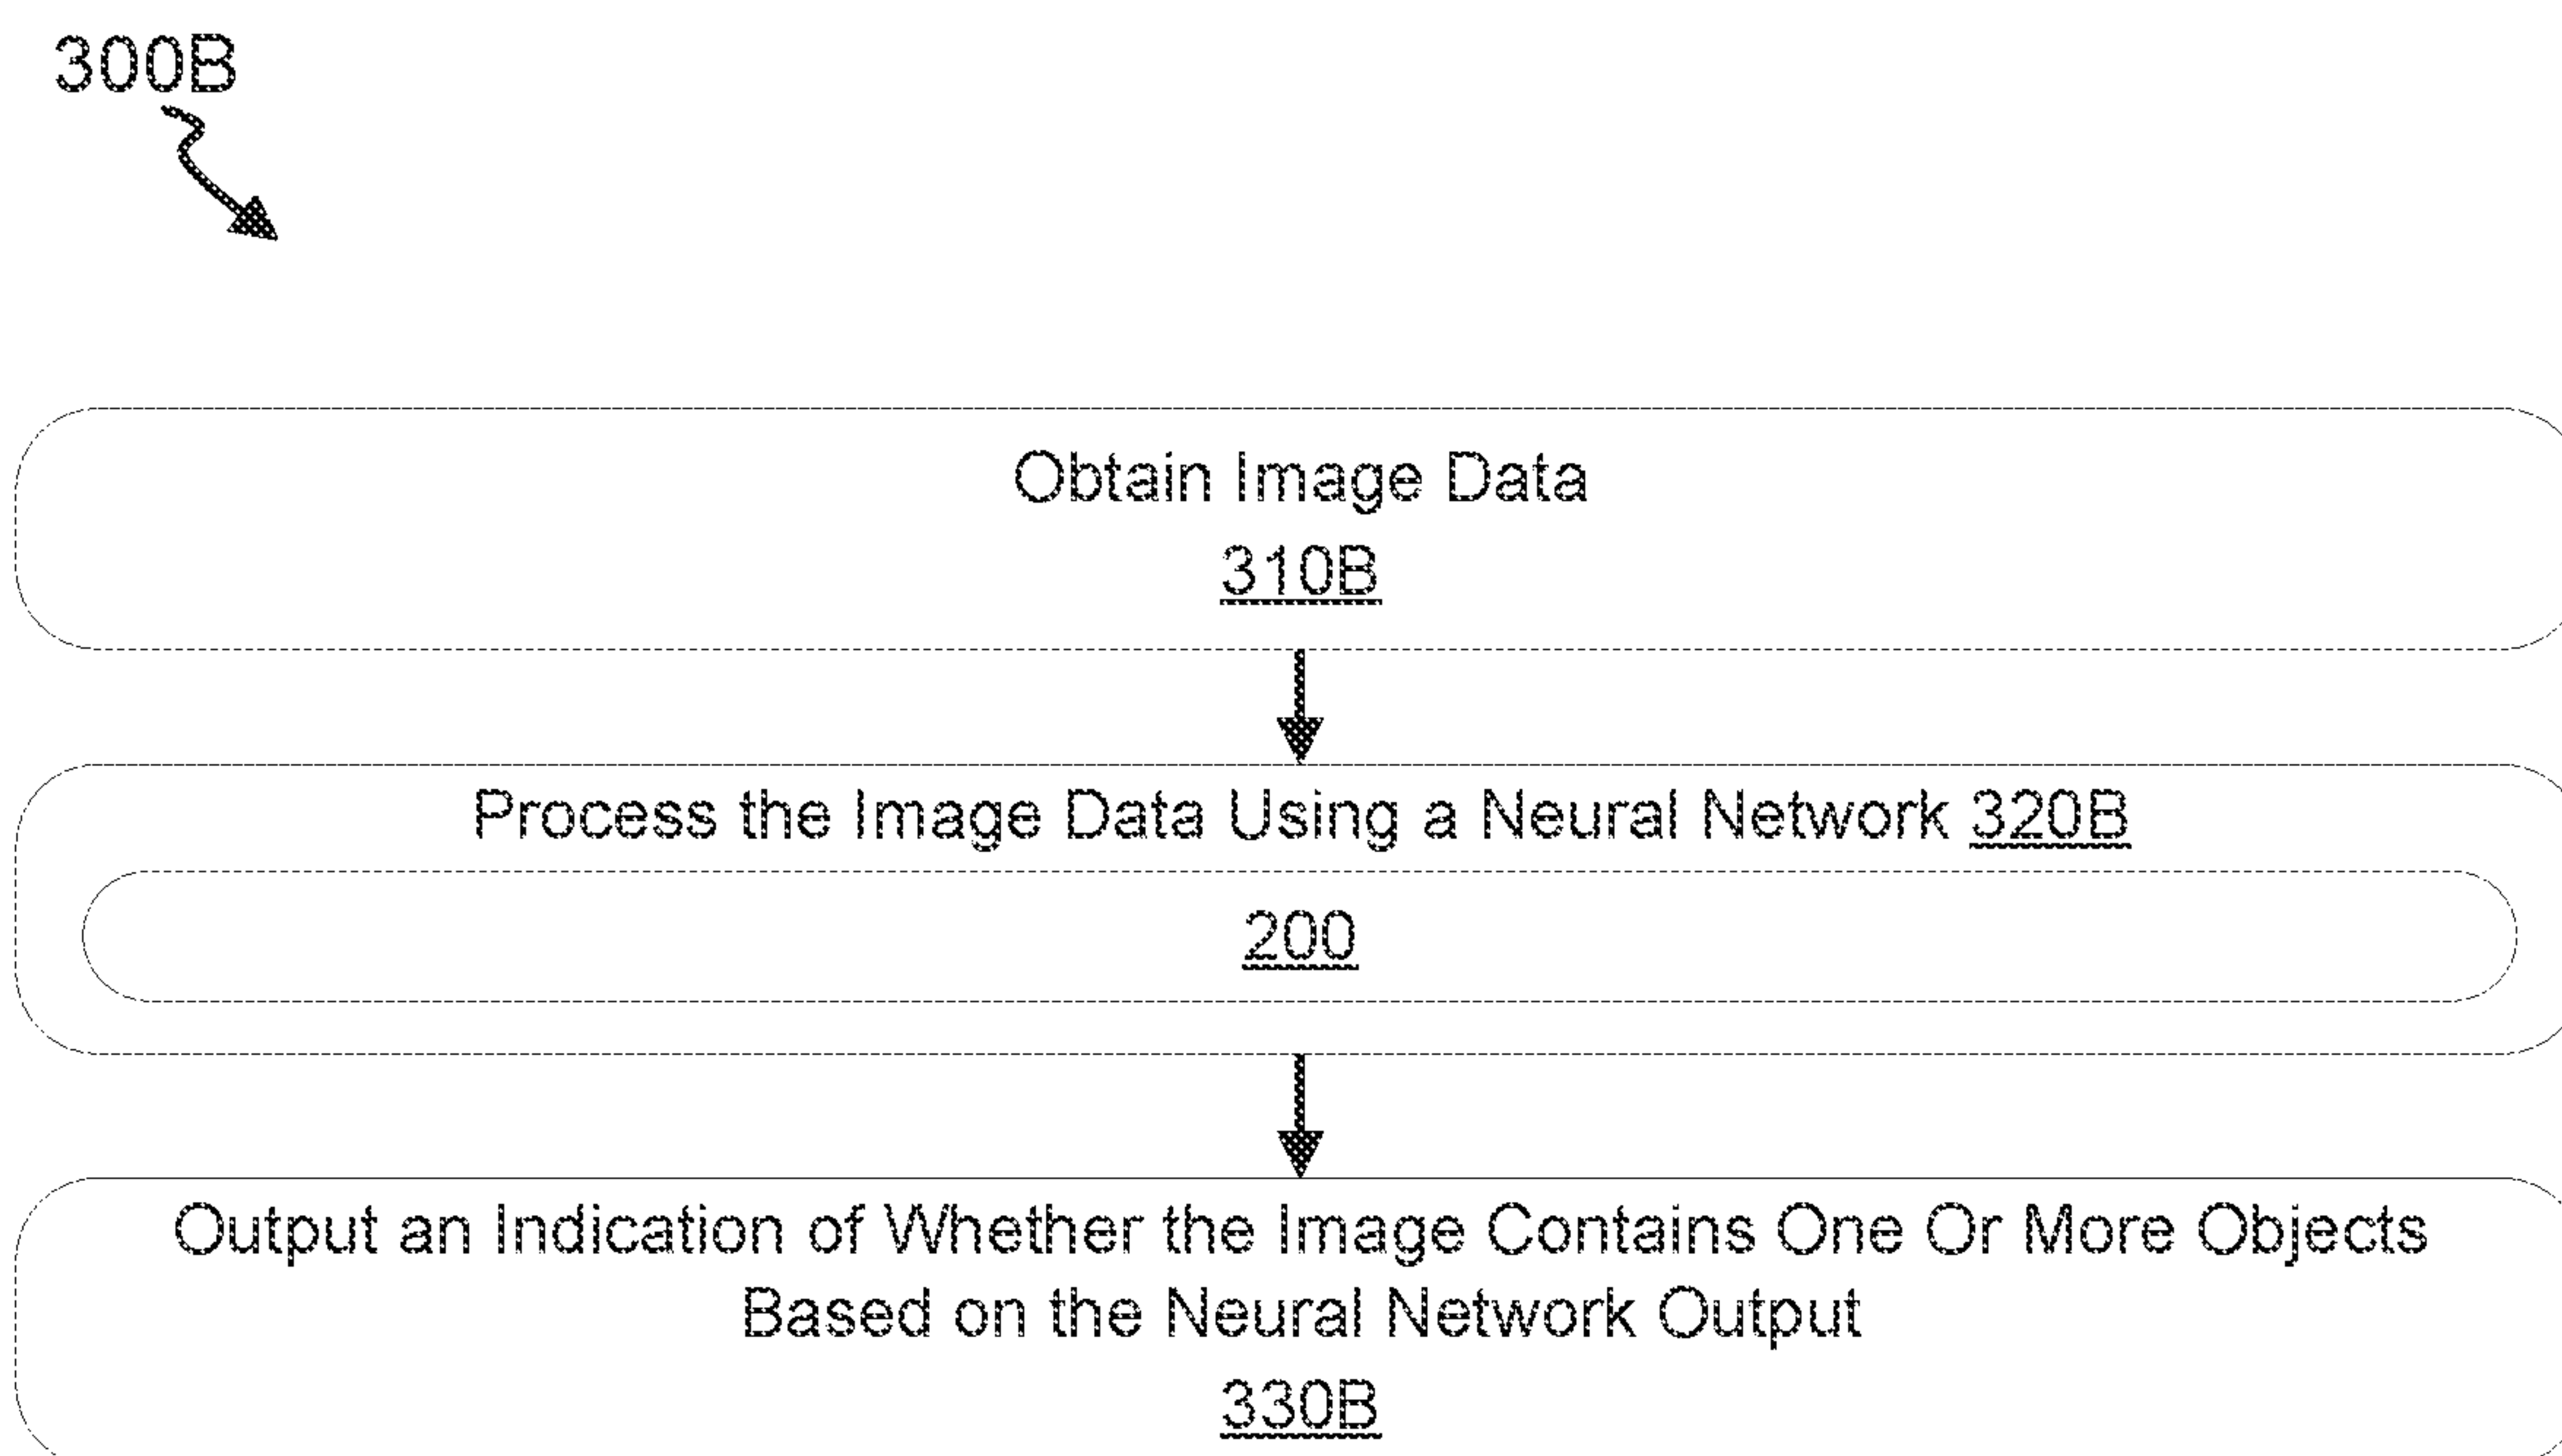 300B
Obtain Image Data
310B
Process the Image Data Using a Neural Network 320B
200
Output an Indication of Whether the Image Contains One Or More Objects
Based on the Neural Network Output
330B